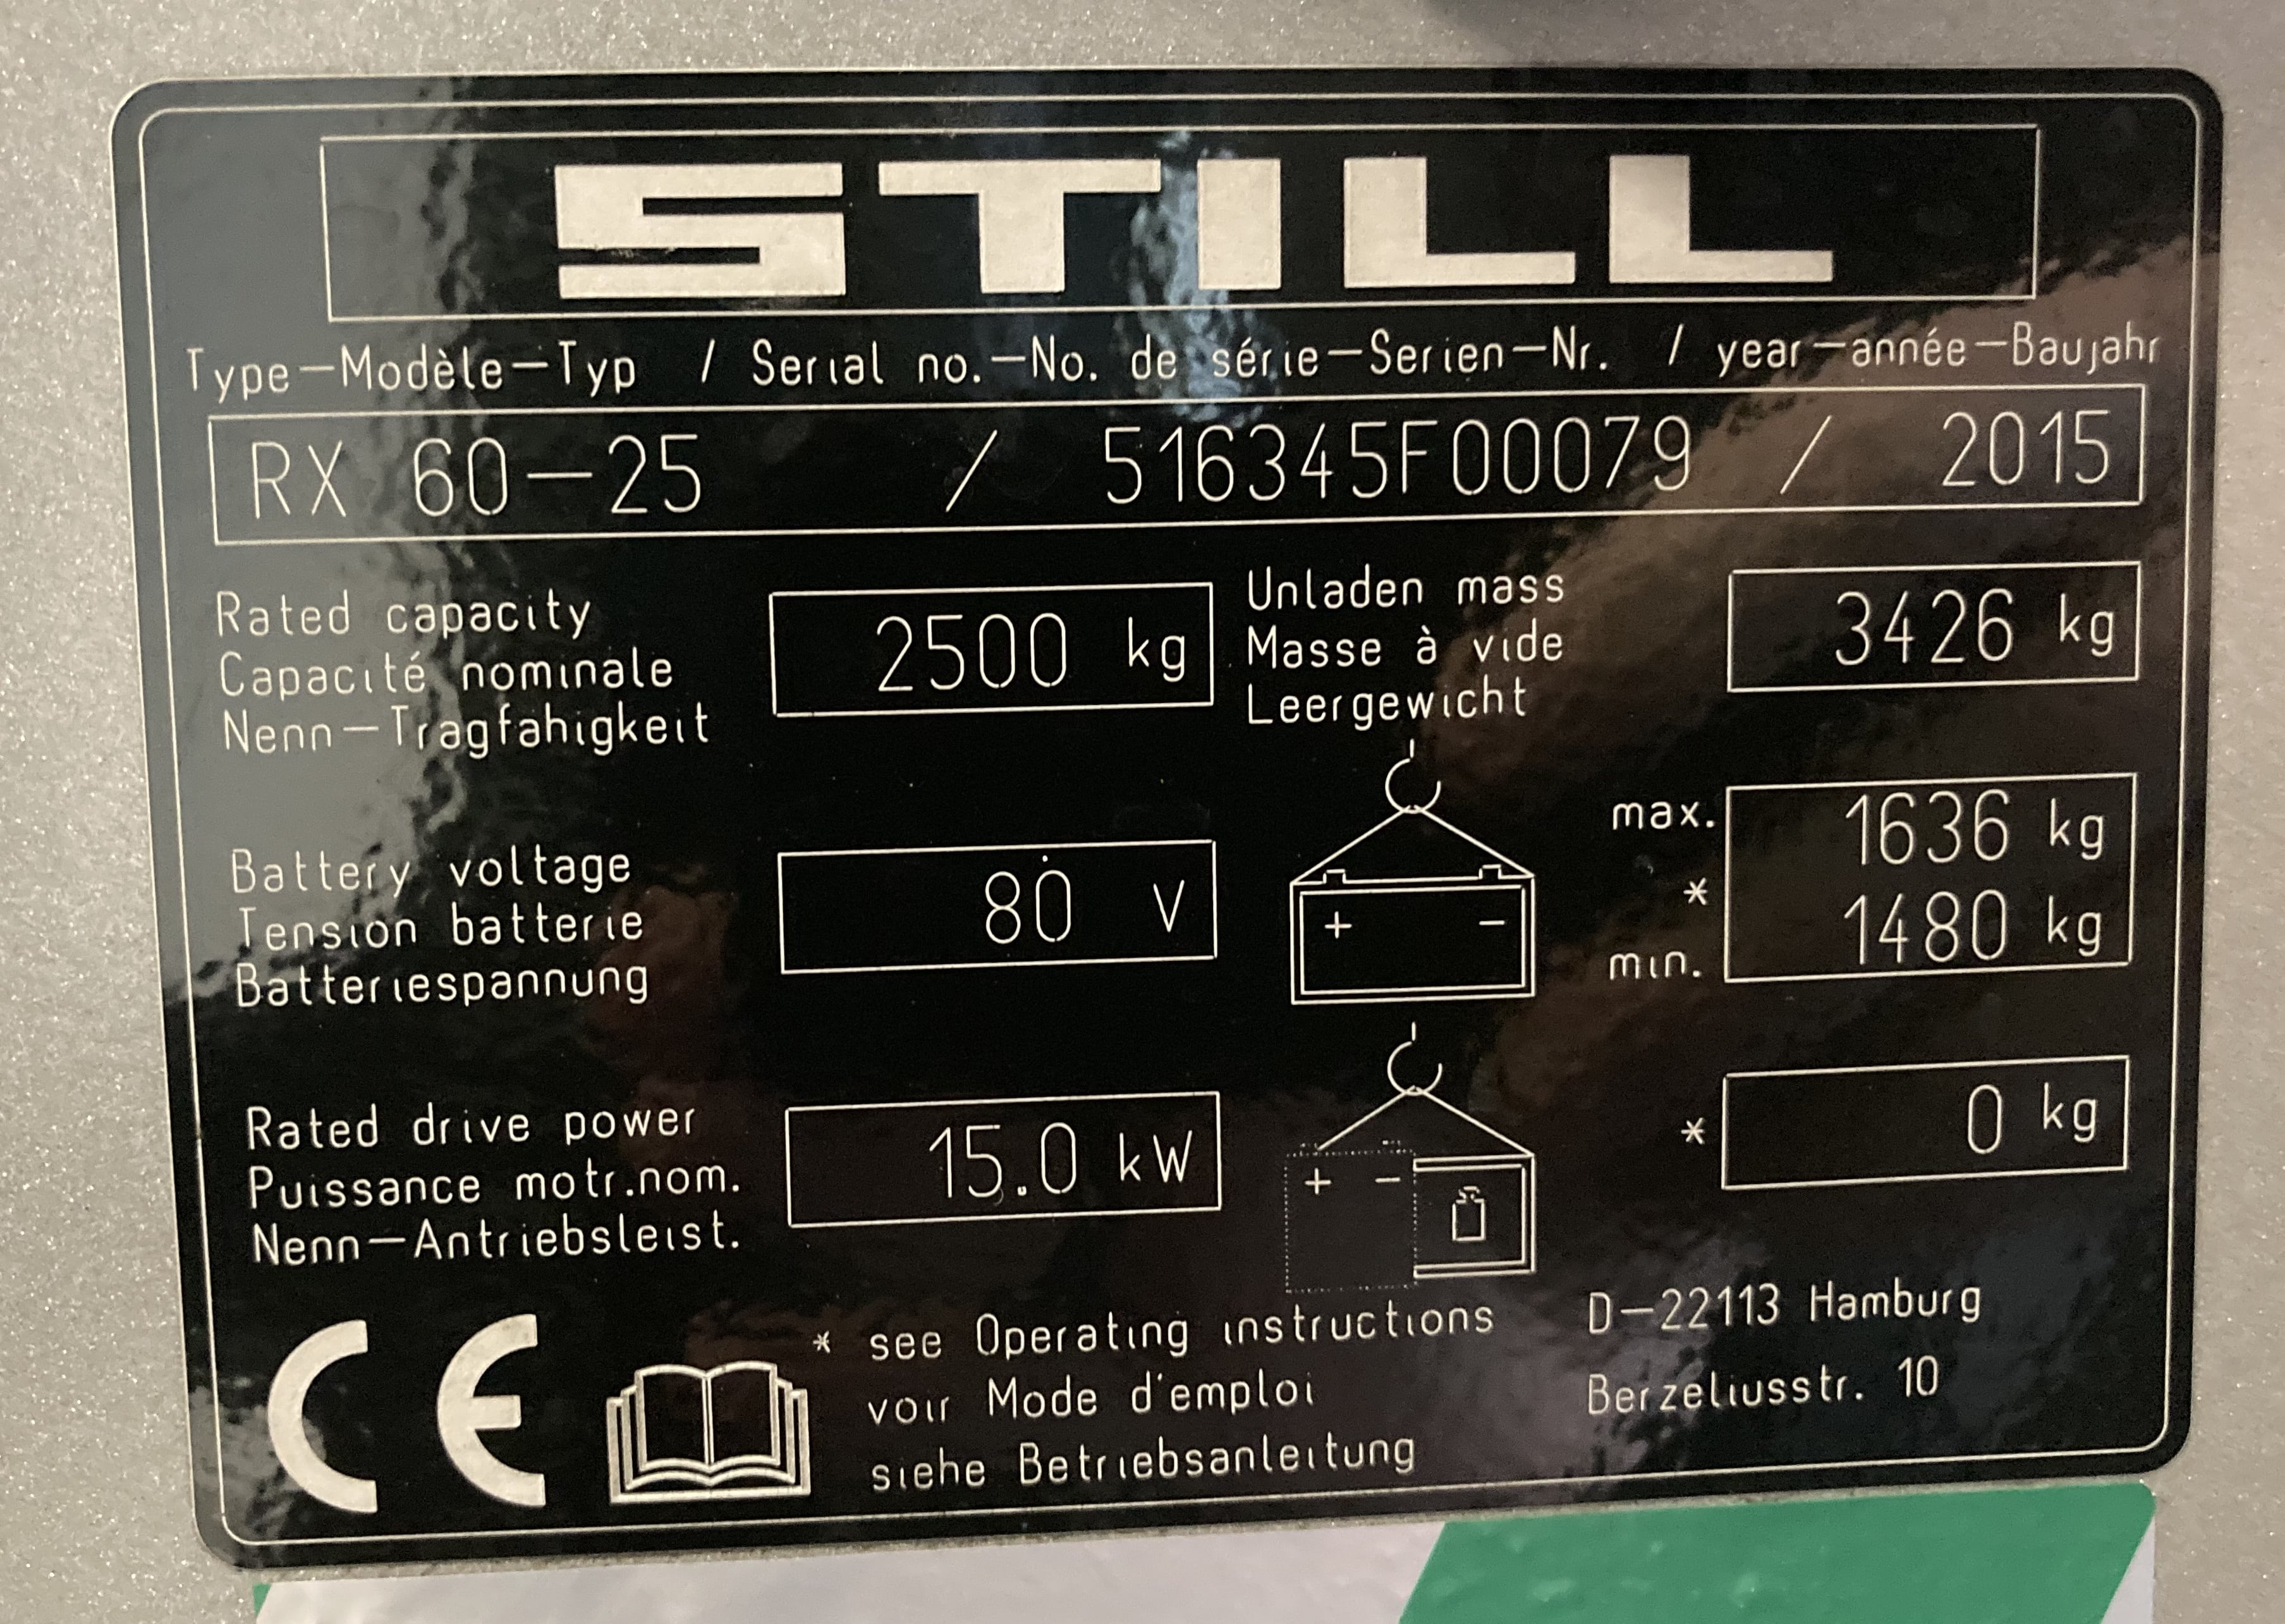 STILL
Type-Modèle-Typ / Serial no.-No. de série-Serien-Nr. / year-année-Baujahr
RX 60-25 / 516345F00079 / 2015
Rated capacity
Capacité nominale
Nenn-Tragfahigkeit
2500 kg
Unladen mass
Masse à vide
Leergewicht
3426 kg
Battery voltage
Tension batterie
Batteriespannung
80 V
+ -
max. 1636 kg
*
min. 1480 kg
Rated drive power
Puissance motr.nom.
Nenn-Antriebsleist.
15.0 kW
+ -
* 0 kg
CE
* see Operating instructions
voir Mode d'emploi
siehe Betriebsanleitung
D-22113 Hamburg
Berzeliusstr. 10